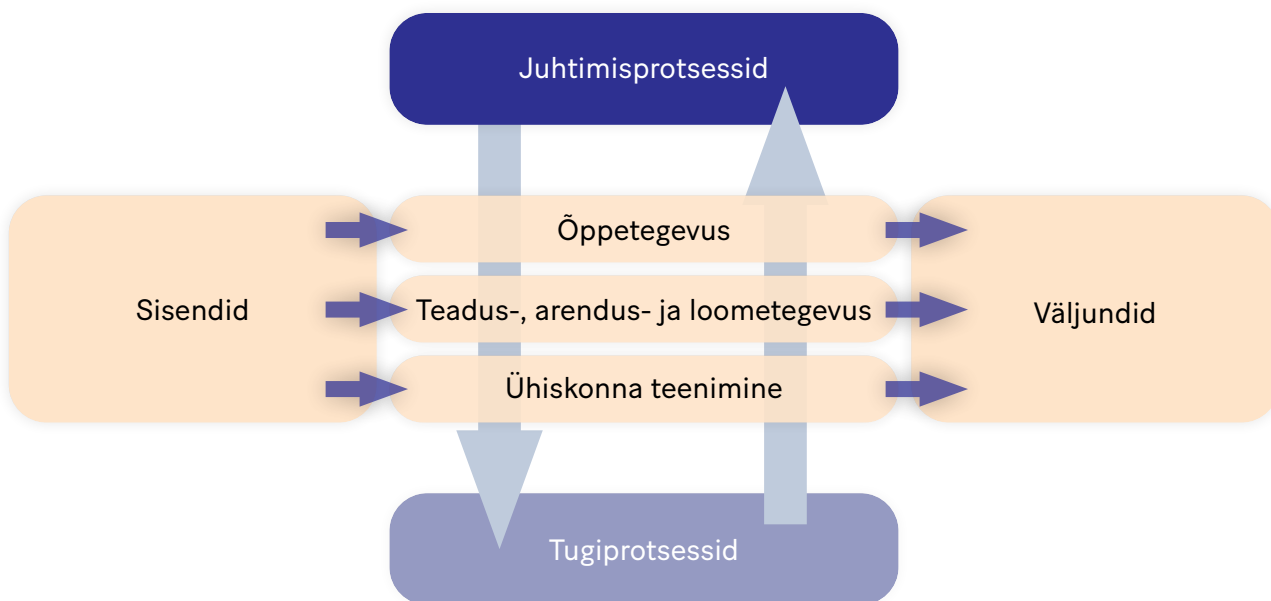 Juhtimisprotsessid
Õppetegevus
Sisendid
Teadus-, arendus- ja loometegevus
Väljundid
Ühiskonna teenimine
Tugiprotsessid